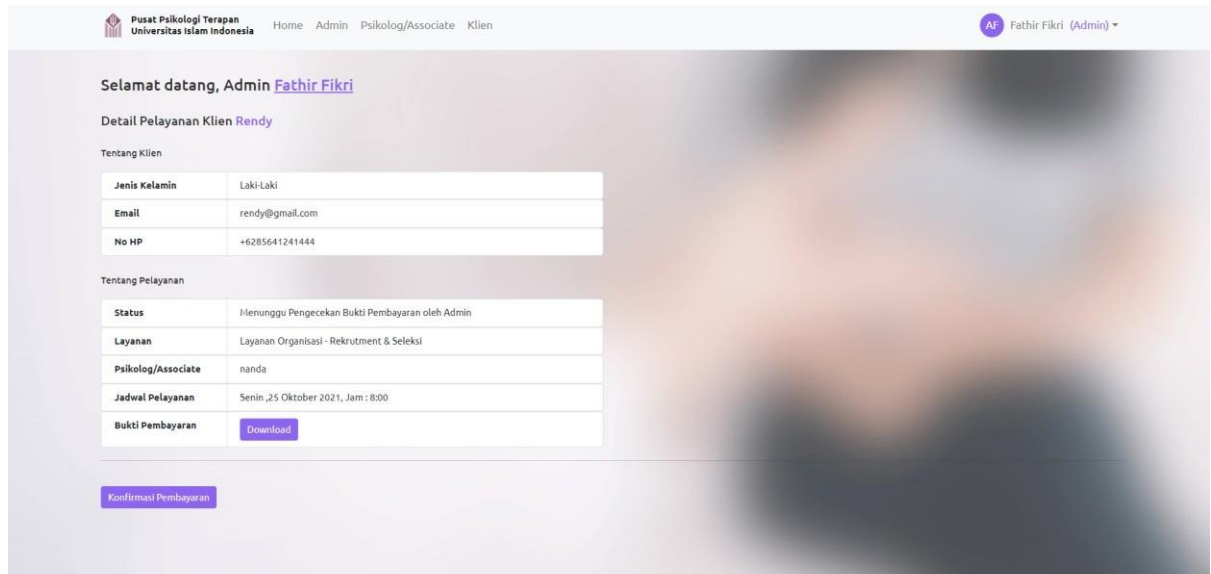 Pusat Psikologi Terapan
Universitas Islam Indonesia
Home Admin Psikolog/Associate Klien
AF Fathir Fikri (Admin)
Selamat datang, Admin Fathir Fikri
Detail Pelayanan Klien Rendy
Tentang Klien
Jenis Kelamin Laki-Laki
Email rendy@gmail.com
No HP +6285641241444
Tentang Pelayanan
Status Menunggu Pengecekan Bukti Pembayaran oleh Admin
Layanan Layanan Organisasi - Rekrutment & Seleksi
Psikolog/Associate nanda
Jadwal Pelayanan Senin ,25 Oktober 2021, Jam : 8:00
Bukti Pembayaran Download
Konfirmasi Pembayaran